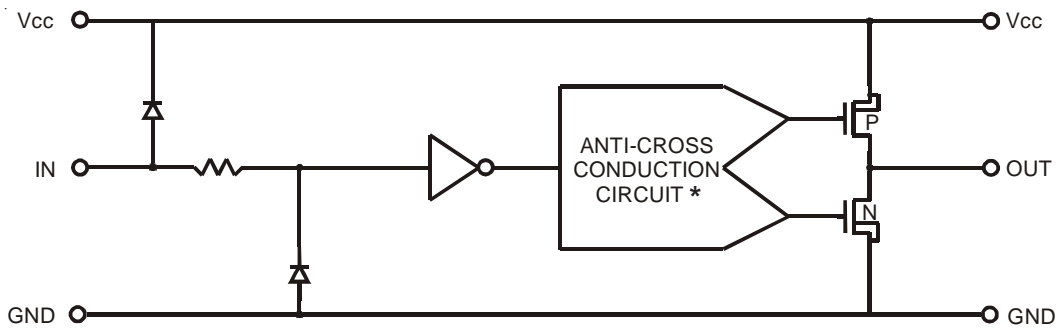 Vcc
Vcc
P
IN
ANTI-CROSS
CONDUCTION
CIRCUIT *
OUT
N
GND
GND